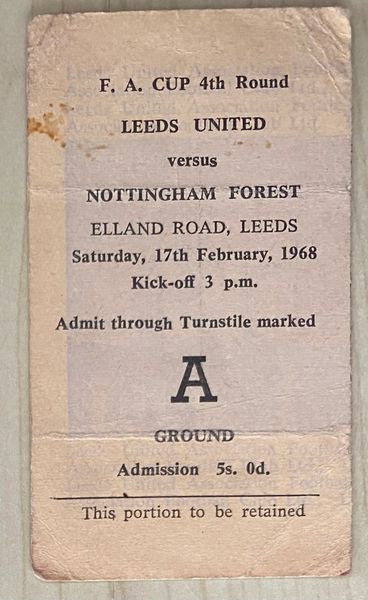 F. A. CUP 4th Round
LEEDS UNITED
versus
NOTTINGHAM FOREST
ELLAND ROAD, LEEDS
Saturday, 17th February, 1968
Kick-off 3 p.m.
Admit through Turnstile marked
A
GROUND
Admission 5s. 0d.
This portion to be retained